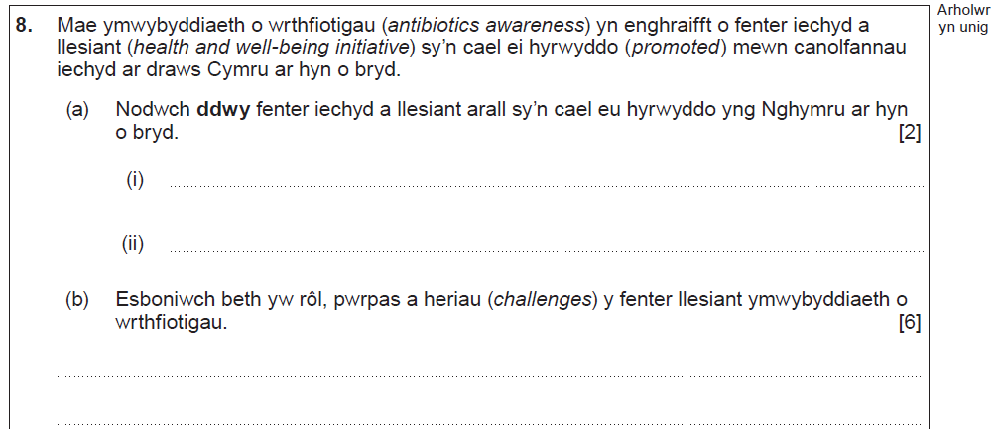 Arholwr
yn unig
8. Mae ymwybyddiaeth o wrthfiotigau (antibiotics awareness) yn enghraifft o fenter iechyd a
llesiant (health and well-being initiative) sy'n cael ei hyrwyddo (promoted) mewn canolfannau
iechyd ar draws Cymru ar hyn o bryd.
(a) Nodwch ddwy fenter iechyd a llesiant arall sy'n cael eu hyrwyddo yng Nghymru ar hyn
o bryd. [2]
(i)
(ii)
(b) Esboniwch beth yw rôl, pwrpas a heriau (challenges) y fenter llesiant ymwybyddiaeth o
wrthfiotigau. [6]